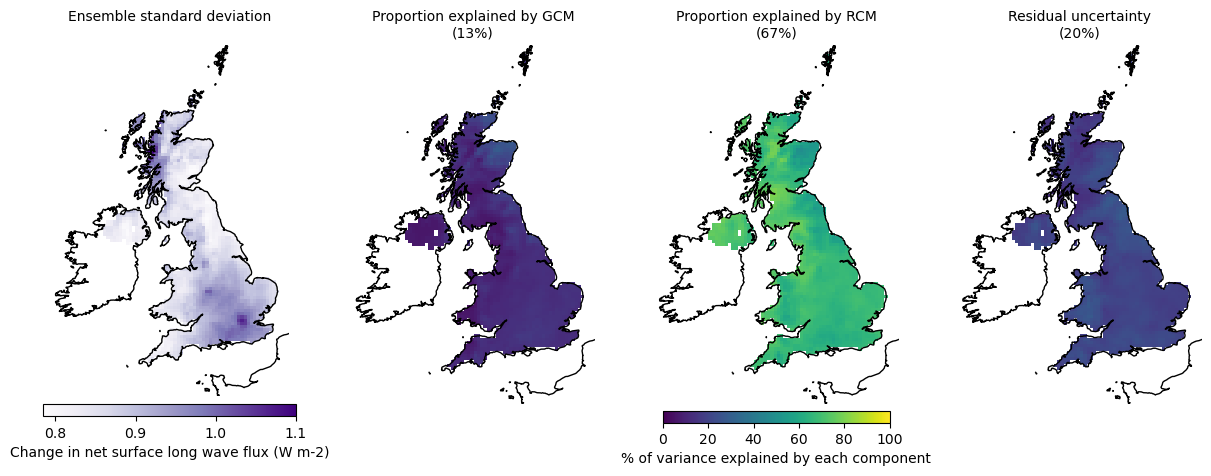 Ensemble standard deviation
Proportion explained by GCM
(13%)
Proportion explained by RCM
(67%)
Residual uncertainty
(20%)
0.8 0.9 1.0 1.1
Change in net surface long wave flux (W m-2)
0 20 40 60 80 100
% of variance explained by each component